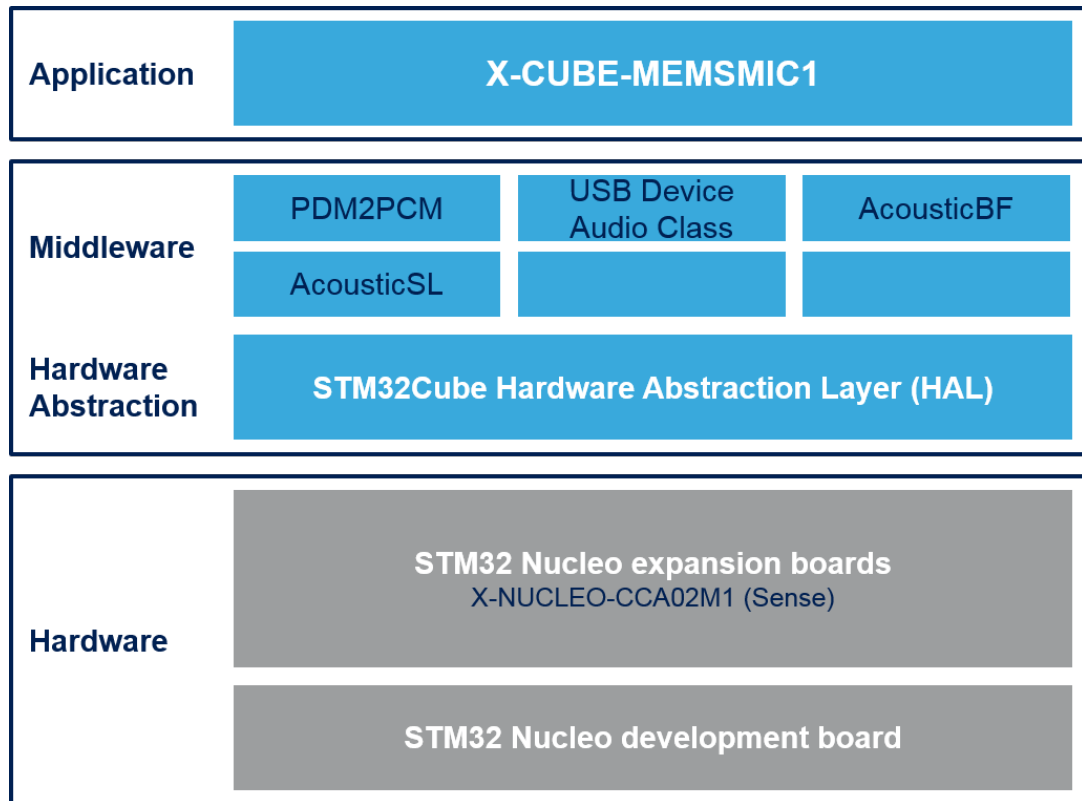 Application
X-CUBE-MEMSMIC1
Middleware
PDM2PCM
USB Device
Audio Class
AcousticBF
AcousticSL
Hardware
Abstraction
STM32Cube Hardware Abstraction Layer (HAL)
Hardware
STM32 Nucleo expansion boards
X-NUCLEO-CCA02M1 (Sense)
STM32 Nucleo development board